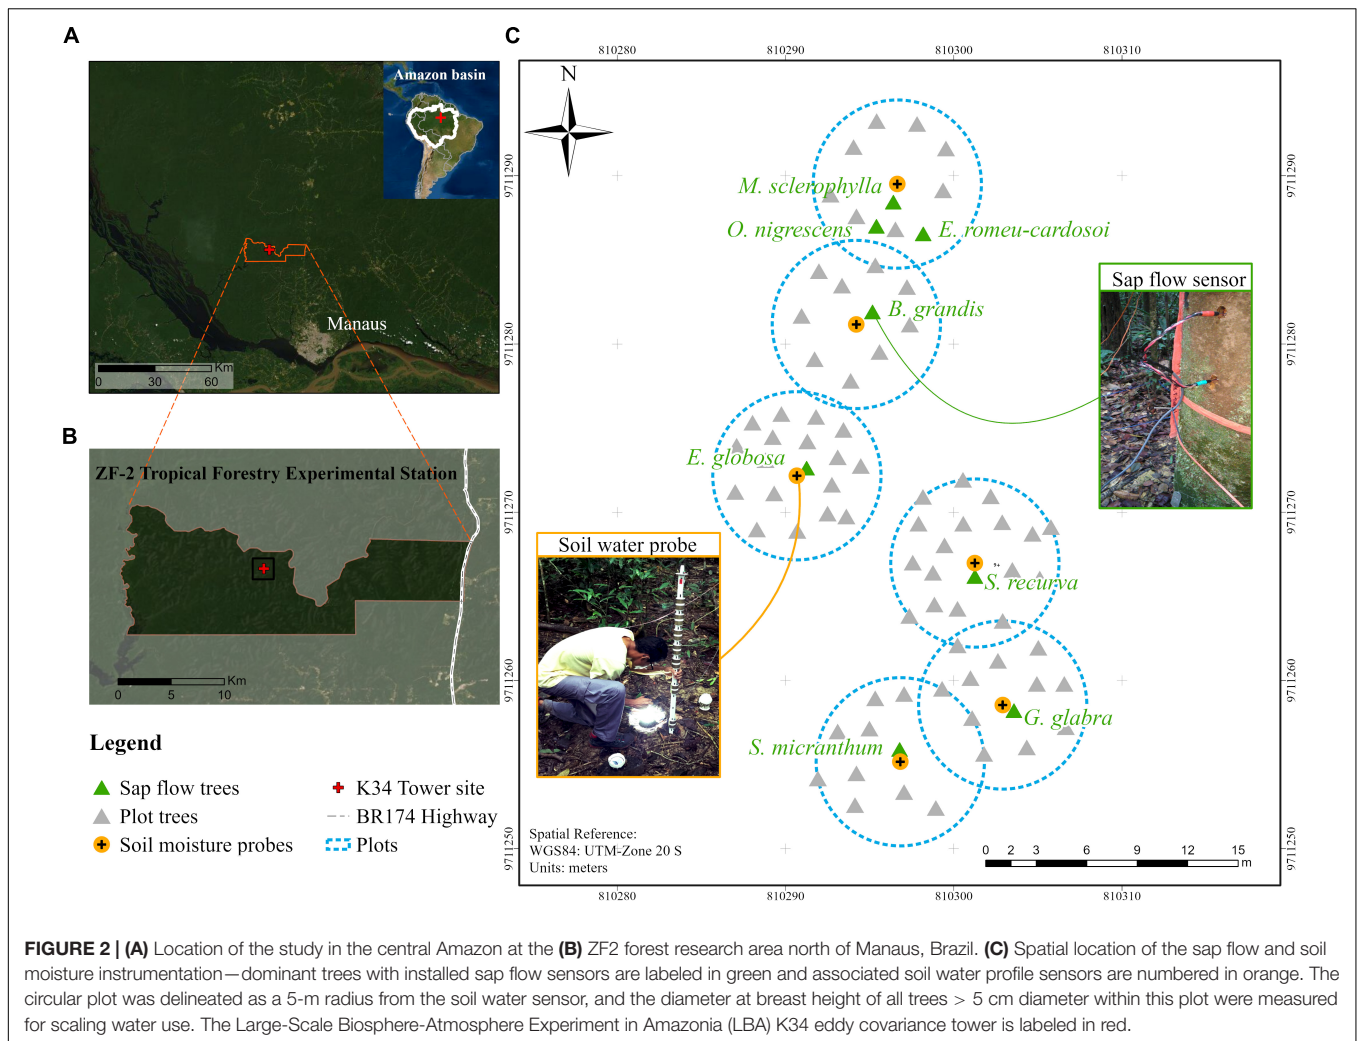 A
Amazon basin
Manaus
Km
0 30 60
B
ZF-2 Tropical Forestry Experimental Station
Km
0 5 10
Legend
Sap flow trees
Plot trees
Soil moisture probes
K34 Tower site
BR174 Highway
Plots
C
810280 810290 810300 810310
N
9711290 9711290
M. sclerophylla
O. nigrescens
E. romeu-cardosoi
B. grandis
Sap flow sensor
9711280 9711280
E. globosa
9711270 9711270
Soil water probe
S. recurva
9711260 9711260
G. glabra
S. micranthum
9711250 9711250
Spatial Reference:
WGS84: UTM-Zone 20 S
Units: meters
0 2 3 6 9 12 15
m
810280 810290 810300 810310
FIGURE 2 | (A) Location of the study in the central Amazon at the (B) ZF2 forest research area north of Manaus, Brazil. (C) Spatial location of the sap flow and soil
moisture instrumentation—dominant trees with installed sap flow sensors are labeled in green and associated soil water profile sensors are numbered in orange. The
circular plot was delineated as a 5-m radius from the soil water sensor, and the diameter at breast height of all trees > 5 cm diameter within this plot were measured
for scaling water use. The Large-Scale Biosphere-Atmosphere Experiment in Amazonia (LBA) K34 eddy covariance tower is labeled in red.